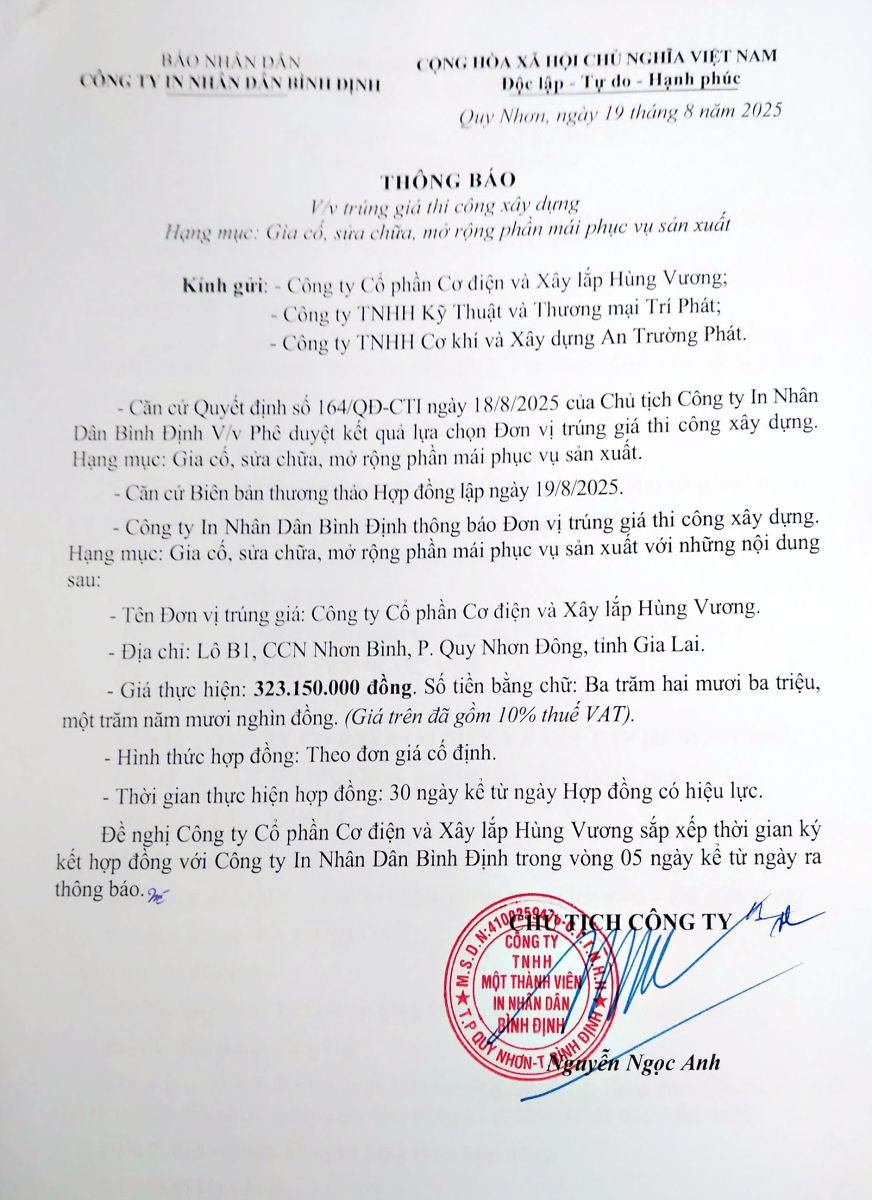 BÁO NHÂN DÂN
CÔNG TY IN NHÂN DÂN BÌNH ĐỊNH
CỘNG HÒA XÃ HỘI CHỦ NGHĨA VIỆT NAM
Độc lập - Tự do - Hạnh phúc
Quy Nhơn, ngày 19 tháng 8 năm 2025
THÔNG BÁO
V/v trúng giá thi công xây dựng
Hạng mục: Gia cố, sửa chữa, mở rộng phần mái phục vụ sản xuất
Kính gửi: - Công ty Cổ phần Cơ điện và Xây lắp Hùng Vương;
- Công ty TNHH Kỹ Thuật và Thương mại Trí Phát;
- Công ty TNHH Cơ khí và Xây dựng An Trường Phát.
- Căn cứ Quyết định số 164/QĐ-CTI ngày 18/8/2025 của Chủ tịch Công ty In Nhân
Dân Bình Định V/v Phê duyệt kết quả lựa chọn Đơn vị trúng giá thi công xây dựng.
Hạng mục: Gia cố, sửa chữa, mở rộng phần mái phục vụ sản xuất.
- Căn cứ Biên bản thương thảo Hợp đồng lập ngày 19/8/2025.
- Công ty In Nhân Dân Bình Định thông báo Đơn vị trúng giá thi công xây dựng.
Hạng mục: Gia cố, sửa chữa, mở rộng phần mái phục vụ sản xuất với những nội dung
sau:
- Tên Đơn vị trúng giá: Công ty Cổ phần Cơ điện và Xây lắp Hùng Vương.
- Địa chỉ: Lô B1, CCN Nhơn Bình, P. Quy Nhơn Đông, tỉnh Gia Lai.
- Giá thực hiện: 323.150.000 đồng. Số tiền bằng chữ: Ba trăm hai mươi ba triệu,
một trăm năm mươi nghìn đồng. (Giá trên đã gồm 10% thuế VAT).
- Hình thức hợp đồng: Theo đơn giá cố định.
- Thời gian thực hiện hợp đồng: 30 ngày kể từ ngày Hợp đồng có hiệu lực.
Đề nghị Công ty Cổ phần Cơ điện và Xây lắp Hùng Vương sắp xếp thời gian ký
kết hợp đồng với Công ty In Nhân Dân Bình Định trong vòng 05 ngày kể từ ngày ra
thông báo.
CHỦ TỊCH CÔNG TY
CÔNG TY
TNHH
MỘT THÀNH VIÊN
IN NHÂN DÂN
BÌNH ĐỊNH
T.P QUY NHƠN-T.BÌNH ĐỊNH
Nguyễn Ngọc Anh